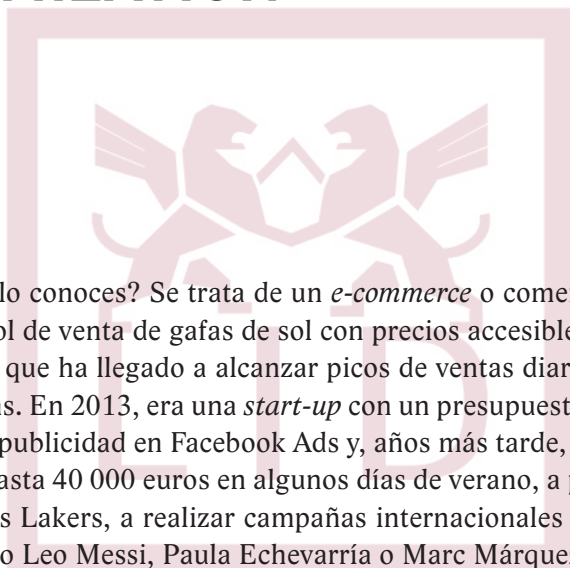 lo conoces? Se trata de un e-commerce o come
ol de venta de gafas de sol con precios accesible
que ha llegado a alcanzar picos de ventas diar
s. En 2013, era una start-up con un presupuest
publicidad en Facebook Ads y, años más tarde,
asta 40 000 euros en algunos días de verano, a p
s Lakers, a realizar campañas internacionales
o Leo Messi, Paula Echevarría o Marc Márque
LID